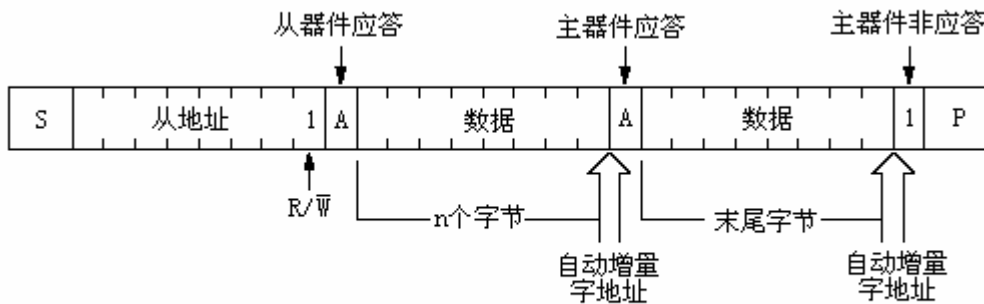 从器件应答 主器件应答 主器件非应答
S 从地址 1 A 数据 A 数据 1 P
R/W̅ n个字节 末尾字节
自动增量 自动增量
字地址 字地址